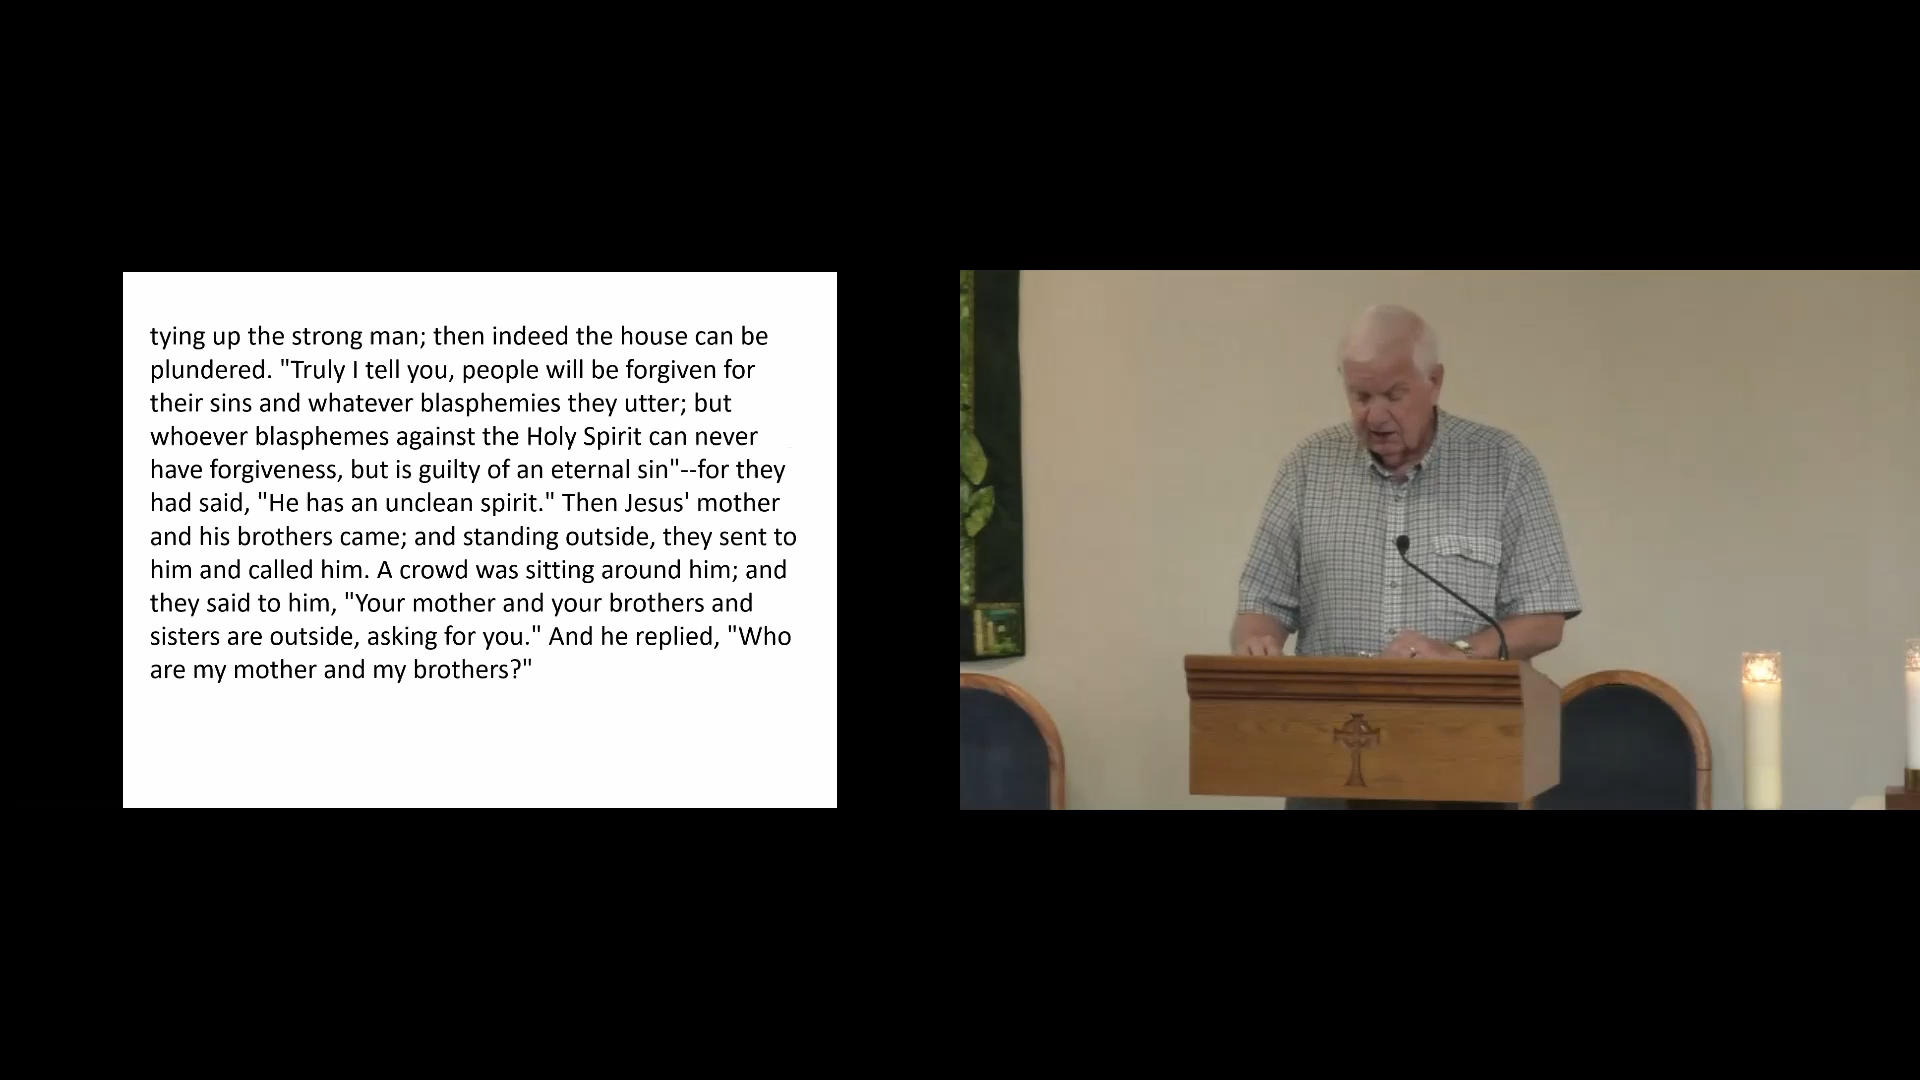 tying up the strong man; then indeed the house can be
plundered. "Truly I tell you, people will be forgiven for
their sins and whatever blasphemies they utter; but
whoever blasphemes against the Holy Spirit can never
have forgiveness, but is guilty of an eternal sin"--for they
had said, "He has an unclean spirit." Then Jesus' mother
and his brothers came; and standing outside, they sent to
him and called him. A crowd was sitting around him; and
they said to him, "Your mother and your brothers and
sisters are outside, asking for you." And he replied, "Who
are my mother and my brothers?"